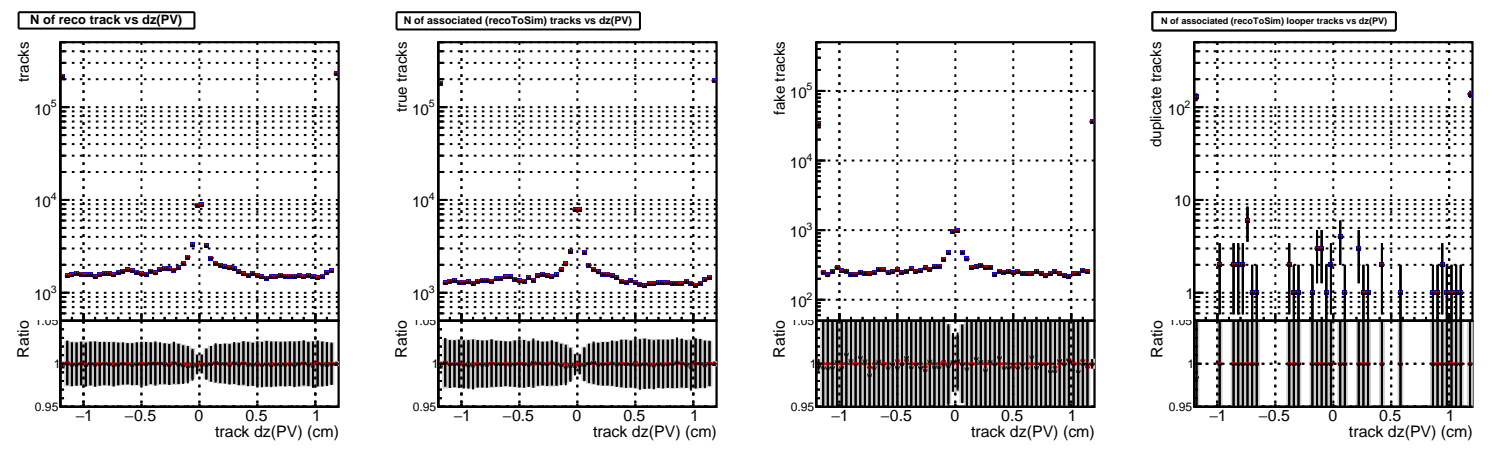 N of reco track vs dz(PV)
tracks
10^5
10^4
10^3
1.05
Ratio
1
0.95
−1 −0.5 0 0.5 1
track dz(PV) (cm)
N of associated (recoToSim) tracks vs dz(PV)
true tracks
10^5
10^4
10^3
1.05
Ratio
1
0.95
−1 −0.5 0 0.5 1
track dz(PV) (cm)
fake tracks
10^5
10^4
10^3
10^2
1.05
Ratio
1
0.95
−1 −0.5 0 0.5 1
track dz(PV) (cm)
N of associated (recoToSim) looper tracks vs dz(PV)
duplicate tracks
10^2
10
1
1.05
Ratio
1
0.95
−1 −0.5 0 0.5 1
track dz(PV) (cm)